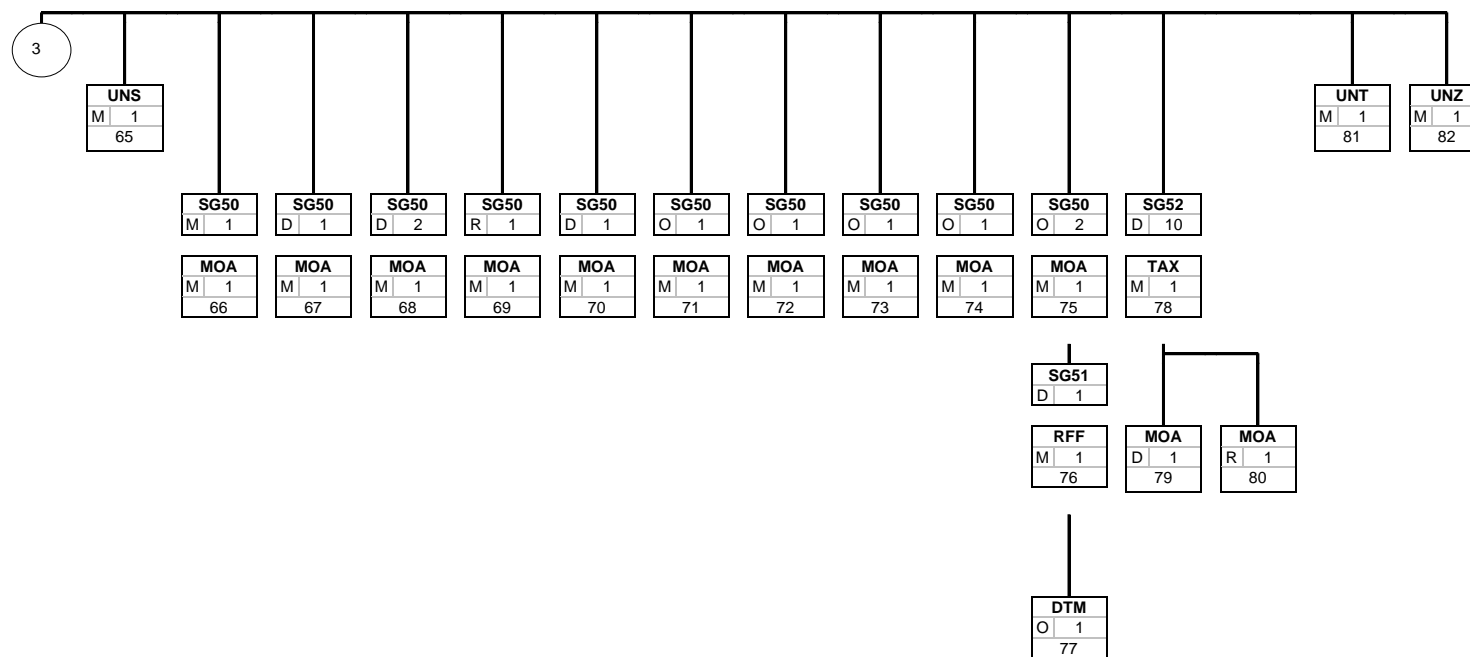 3
UNS
M 1
65
UNT
M 1
81
UNZ
M 1
82
SG50
M 1
SG50
D 1
SG50
D 2
SG50
R 1
SG50
D 1
SG50
O 1
SG50
O 1
SG50
O 1
SG50
O 1
SG50
O 2
SG52
D 10
MOA
M 1
66
MOA
M 1
67
MOA
M 1
68
MOA
M 1
69
MOA
M 1
70
MOA
M 1
71
MOA
M 1
72
MOA
M 1
73
MOA
M 1
74
MOA
M 1
75
TAX
M 1
78
SG51
D 1
RFF
M 1
76
MOA
D 1
79
MOA
R 1
80
DTM
O 1
77